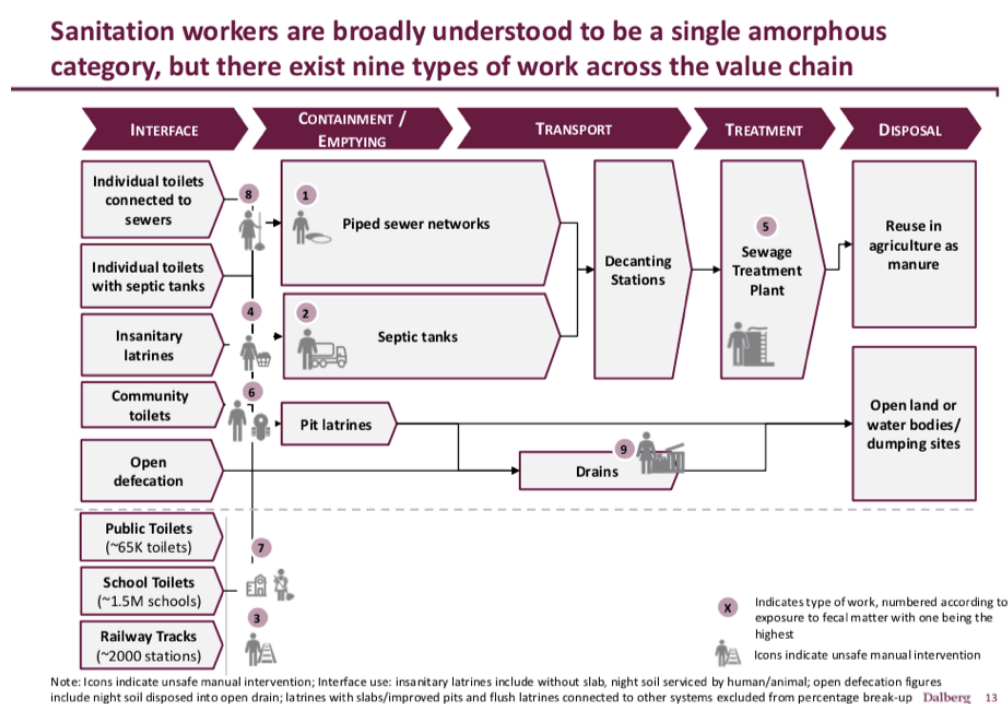 Sanitation workers are broadly understood to be a single amorphous
category, but there exist nine types of work across the value chain
INTERFACE
CONTAINMENT /
EMPTYING
TRANSPORT
TREATMENT
DISPOSAL
Individual toilets
connected to
sewers
8
1
Piped sewer networks
Decanting
Stations
5
Sewage
Treatment
Plant
Reuse in
agriculture as
manure
Individual toilets
with septic tanks
4
2
Septic tanks
Insanitary
latrines
Community
toilets
6
Pit latrines
Open land or
water bodies/
dumping sites
Open
defecation
9
Drains
Public Toilets
(~65K toilets)
7
School Toilets
(~1.5M schools)
3
Railway Tracks
(~2000 stations)
X
Indicates type of work, numbered according to
exposure to fecal matter with one being the
highest
Icons indicate unsafe manual intervention
Note: Icons indicate unsafe manual intervention; Interface use: insanitary latrines include without slab, night soil serviced by human/animal; open defecation figures
include night soil disposed into open drain; latrines with slabs/improved pits and flush latrines connected to other systems excluded from percentage break-up
Dalberg
13